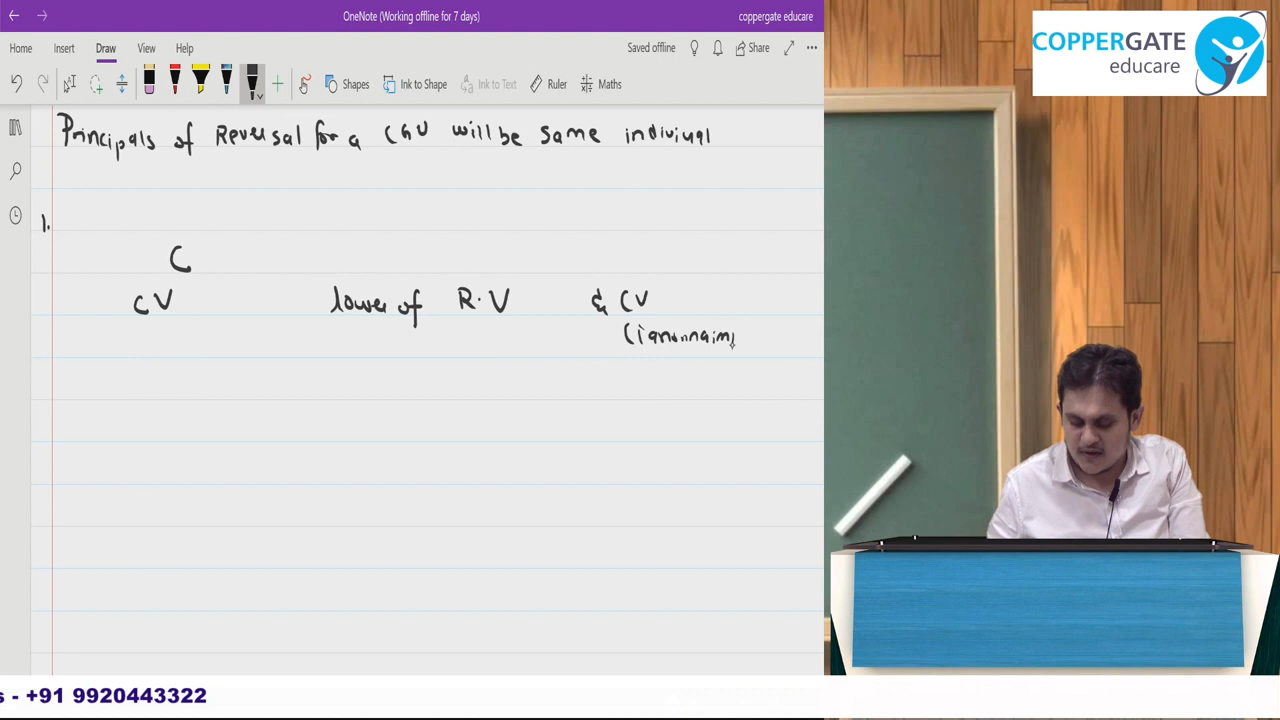 OneNote (Working offline for 7 days)
coppergate educare
Home Insert Draw View Help
Saved offline
Share
Shapes
Ink to Shape
Ink to Text
Ruler
Maths
Principals of Reversal for a CGU will be same
1.
C
CV lower of R.V & CV
COPPERGATE
educare
s - +91 9920443322